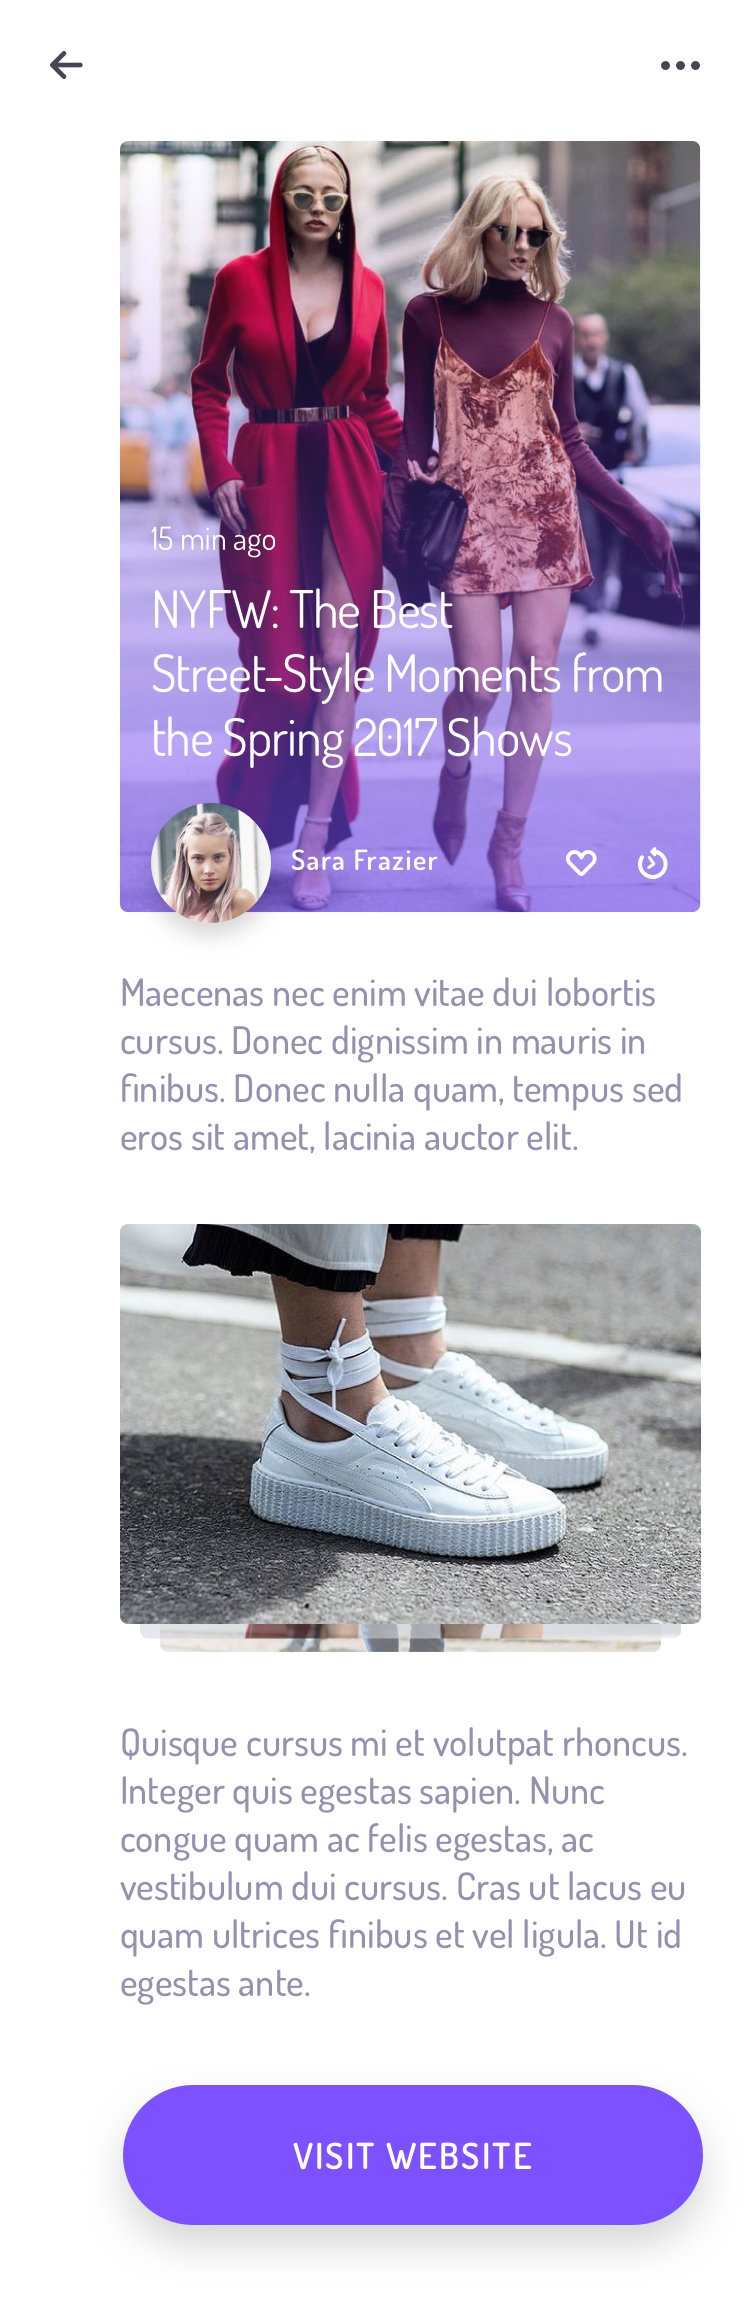 15 min ago
NYFW: The Best
Street-Style Moments from
the Spring 2017 Shows
Sara Frazier
Maecenas nec enim vitae dui lobortis
cursus. Donec dignissim in mauris in
finibus. Donec nulla quam, tempus sed
eros sit amet, lacinia auctor elit.
Quisque cursus mi et volutpat rhoncus.
Integer quis egestas sapien. Nunc
congue quam ac felis egestas, ac
vestibulum dui cursus. Cras ut lacus eu
quam ultrices finibus et vel ligula. Ut id
egestas ante.
VISIT WEBSITE